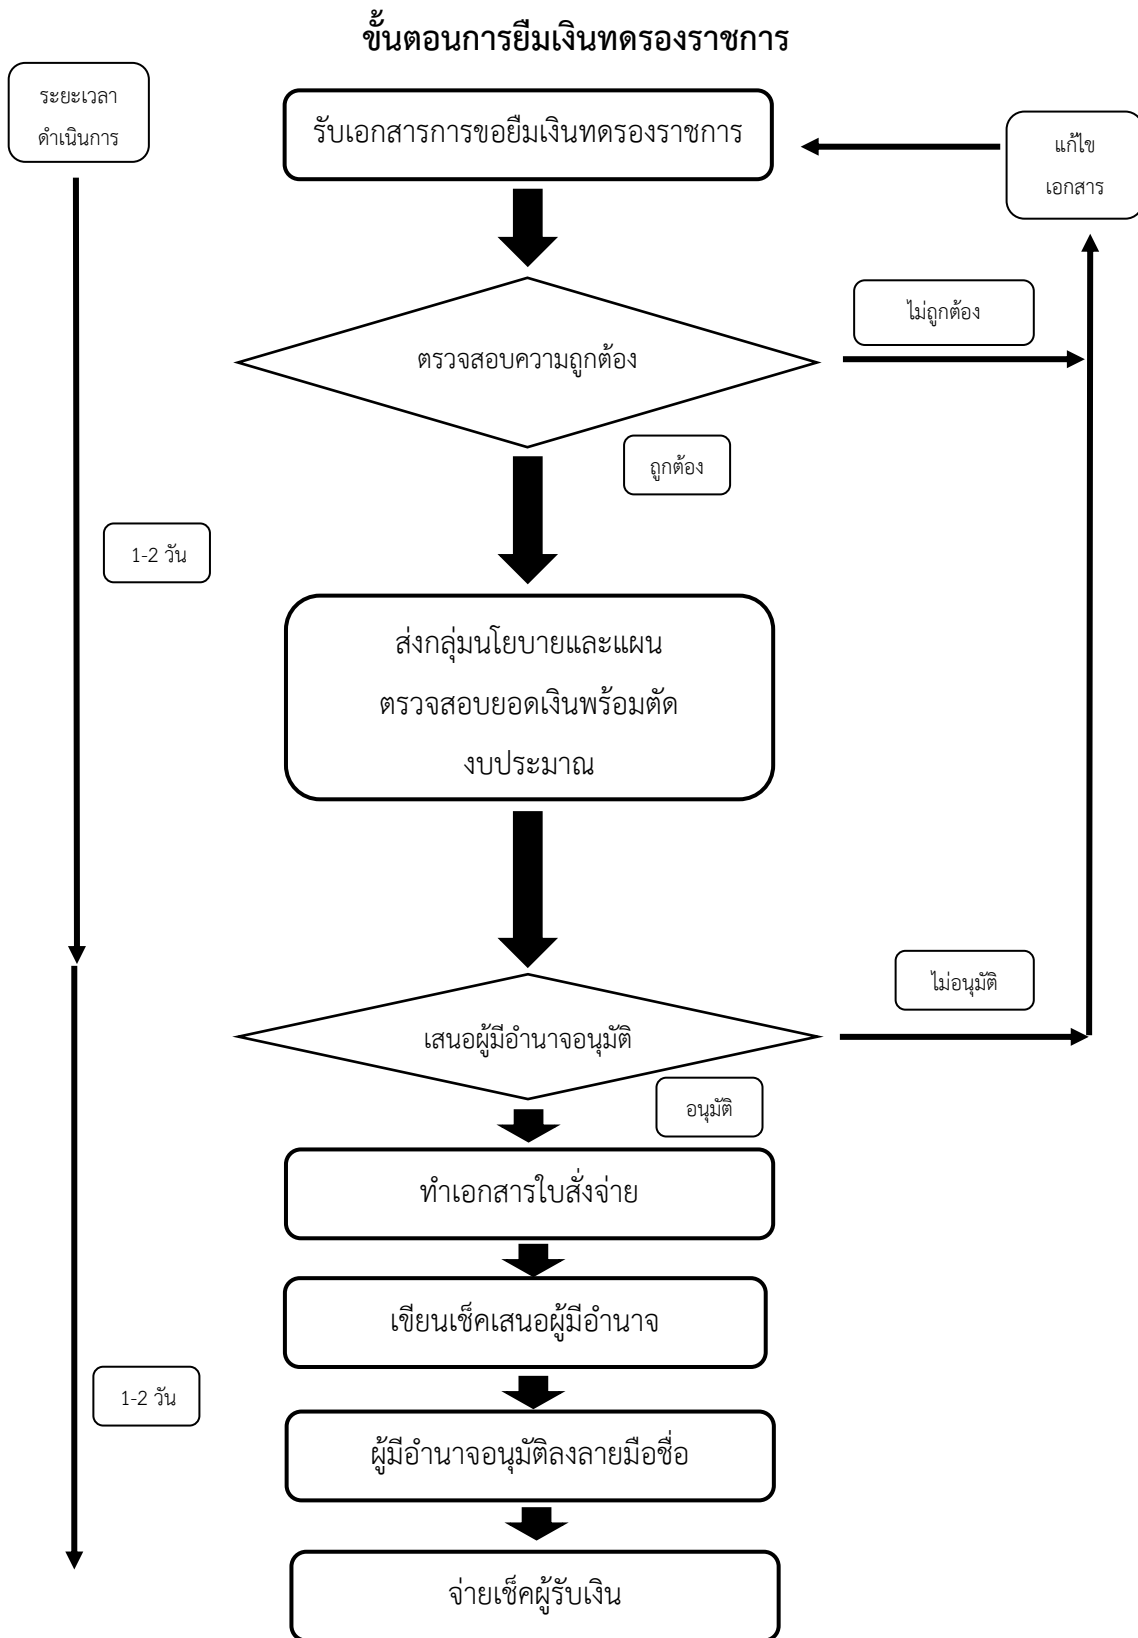 ขั้นตอนการยืมเงินทดรองราชการ
ระยะเวลา
ดำเนินการ
รับเอกสารการขอยืมเงินทดรองราชการ
แก้ไข
เอกสาร
ไม่ถูกต้อง
ตรวจสอบความถูกต้อง
ถูกต้อง
1-2 วัน
ส่งกลุ่มนโยบายและแผน
ตรวจสอบยอดเงินพร้อมตัด
งบประมาณ
ไม่อนุมัติ
เสนอผู้มีอำนาจอนุมัติ
อนุมัติ
ทำเอกสารใบสั่งจ่าย
เขียนเช็คเสนอผู้มีอำนาจ
1-2 วัน
ผู้มีอำนาจอนุมัติลงลายมือชื่อ
จ่ายเช็คผู้รับเงิน